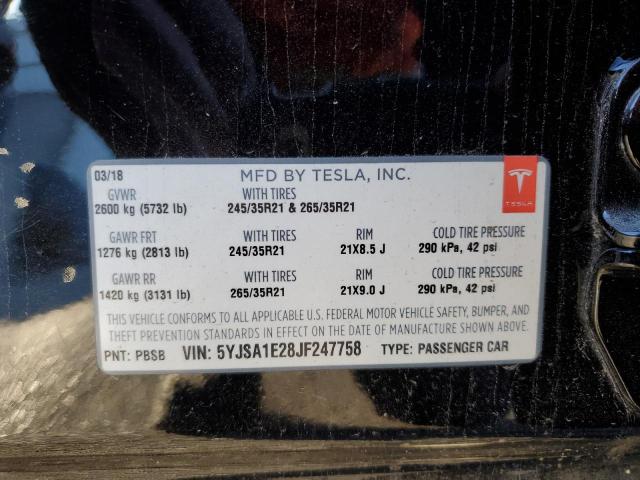 03/18 MFD BY TESLA, INC.
GVWR WITH TIRES
2600 kg (5732 lb) 245/35R21 & 265/35R21
TESLA
GAWR FRT WITH TIRES RIM COLD TIRE PRESSURE
1276 kg (2813 lb) 245/35R21 21X8.5 J 290 kPa, 42 psi
GAWR RR WITH TIRES RIM COLD TIRE PRESSURE
1420 kg (3131 lb) 265/35R21 21X9.0 J 290 kPa, 42 psi
THIS VEHICLE CONFORMS TO ALL APPLICABLE U.S. FEDERAL MOTOR VEHICLE SAFETY, BUMPER, AND
THEFT PREVENTION STANDARDS IN EFFECT ON THE DATE OF MANUFACTURE SHOWN ABOVE.
PNT: PBSB VIN: 5YJSA1E28JF247758 TYPE: PASSENGER CAR